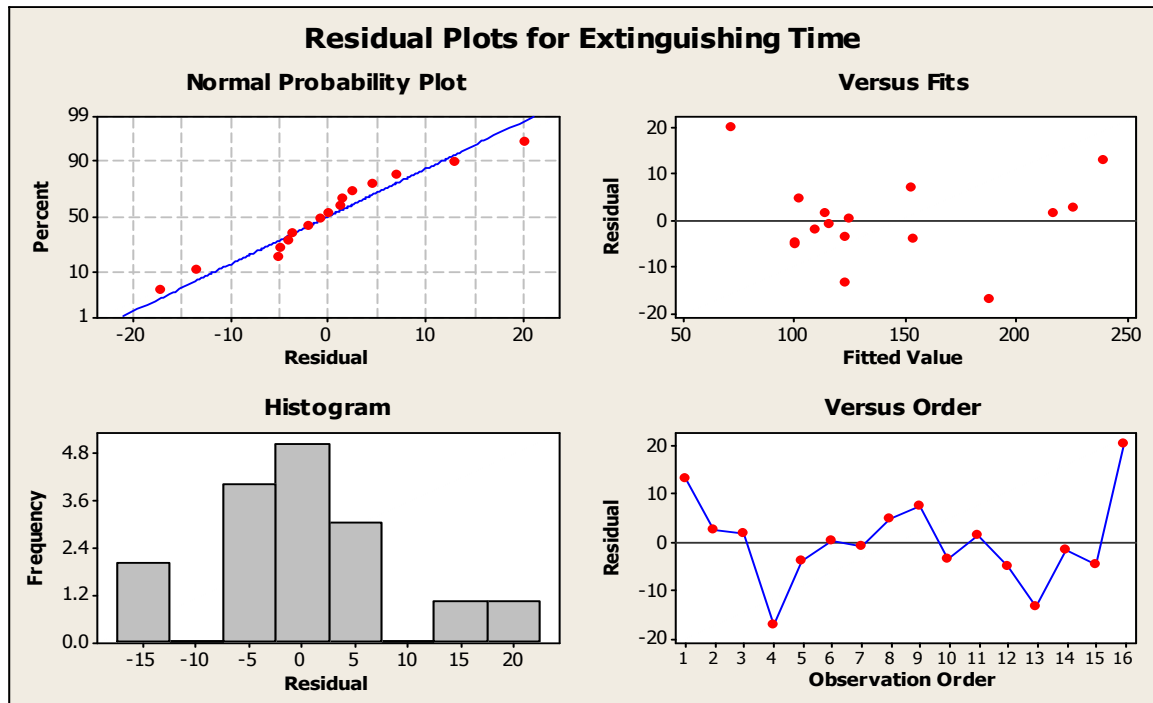 Residual Plots for Extinguishing Time
Normal Probability Plot
99
90
50
10
1
Percent
-20 -10 0 10 20
Residual
Versus Fits
20
10
0
-10
-20
Residual
50 100 150 200 250
Fitted Value
Histogram
4.8
3.6
2.4
1.2
0.0
Frequency
-15 -10 -5 0 5 10 15 20
Residual
Versus Order
20
10
0
-10
-20
Residual
1 2 3 4 5 6 7 8 9 10 11 12 13 14 15 16
Observation Order